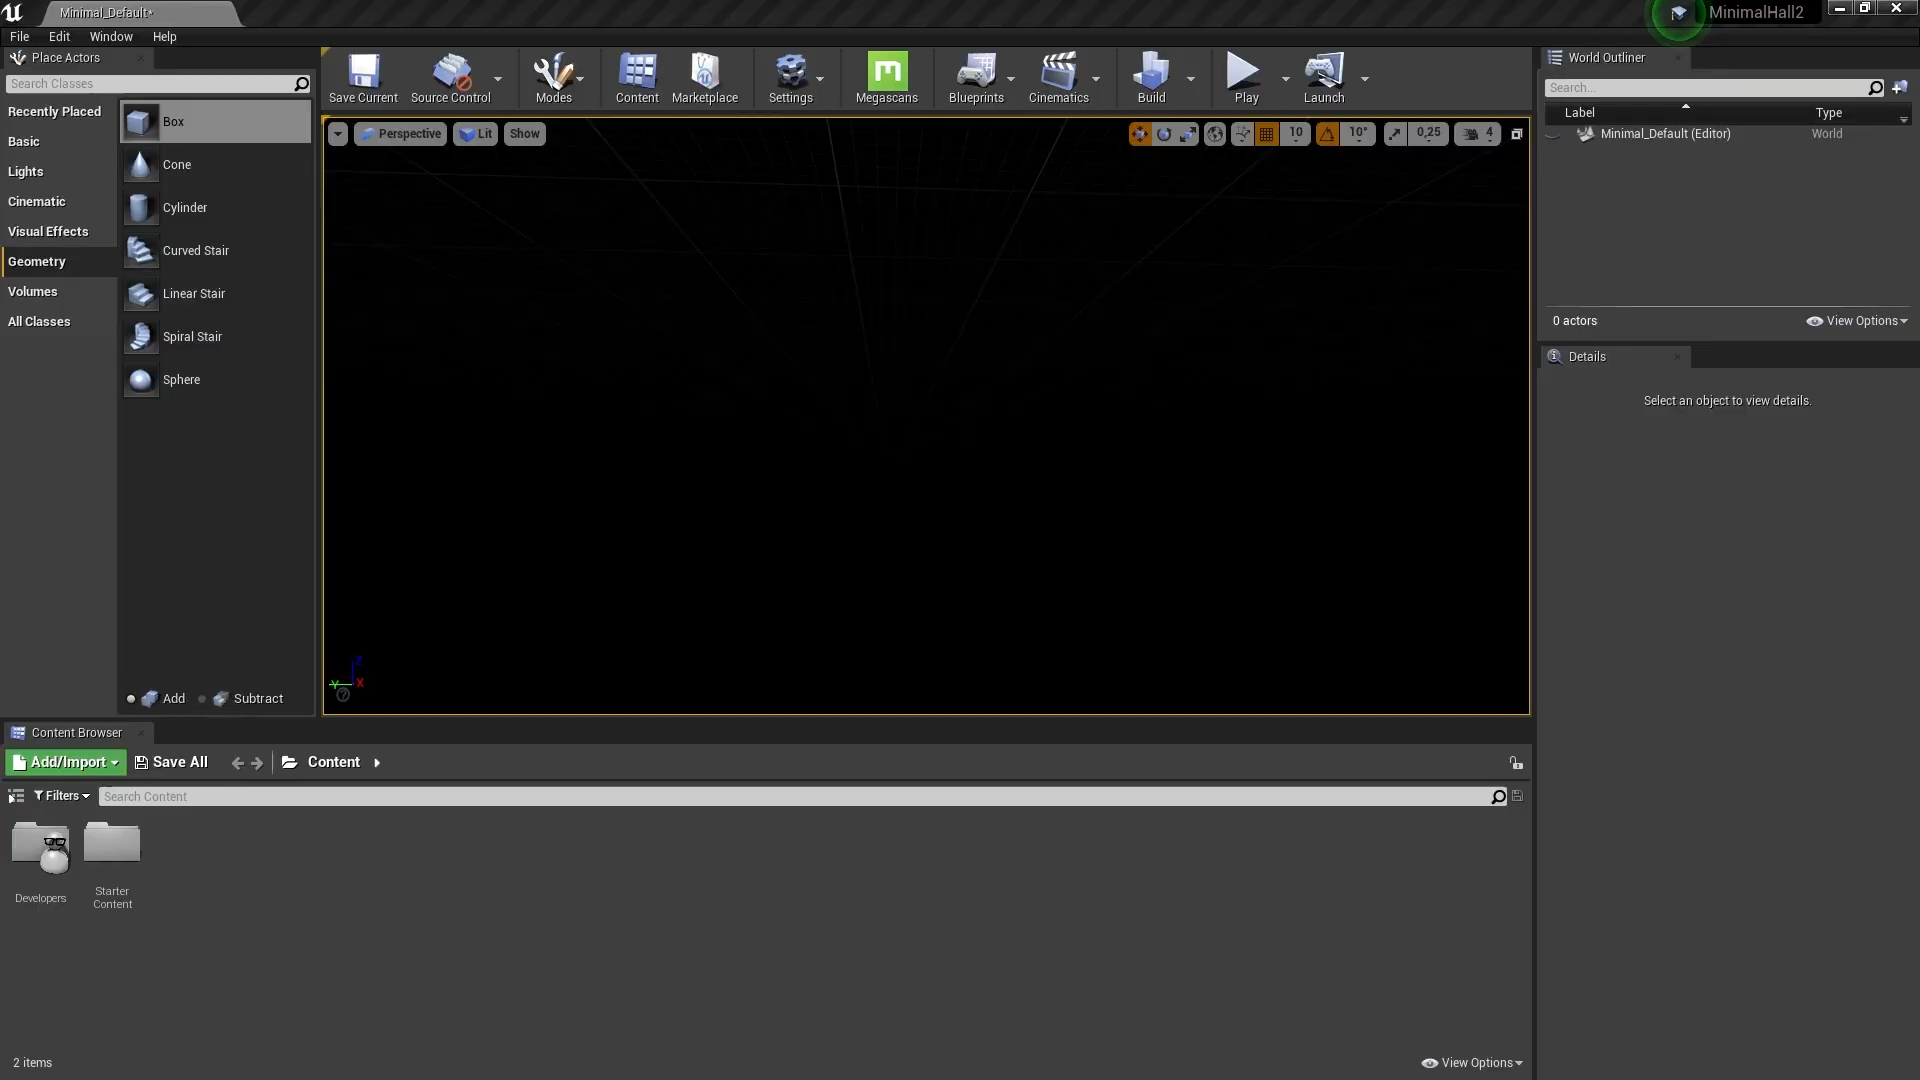 Minimal_Default*
MinimalHall2
File Edit Window Help
Place Actors
Search Classes
Recently Placed
Basic
Lights
Cinematic
Visual Effects
Geometry
Volumes
All Classes
Box
Cone
Cylinder
Curved Stair
Linear Stair
Spiral Stair
Sphere
Add Subtract
Save Current Source Control Modes Content Marketplace Settings Megascans Blueprints Cinematics Build Play Launch
Perspective Lit Show
10 10° 0,25 4
Z
Y X
World Outliner
Search...
Label Type
Minimal_Default (Editor) World
0 actors View Options
Details
Select an object to view details.
Content Browser
Add/Import Save All Content
Filters Search Content
Developers
Starter
Content
2 items View Options